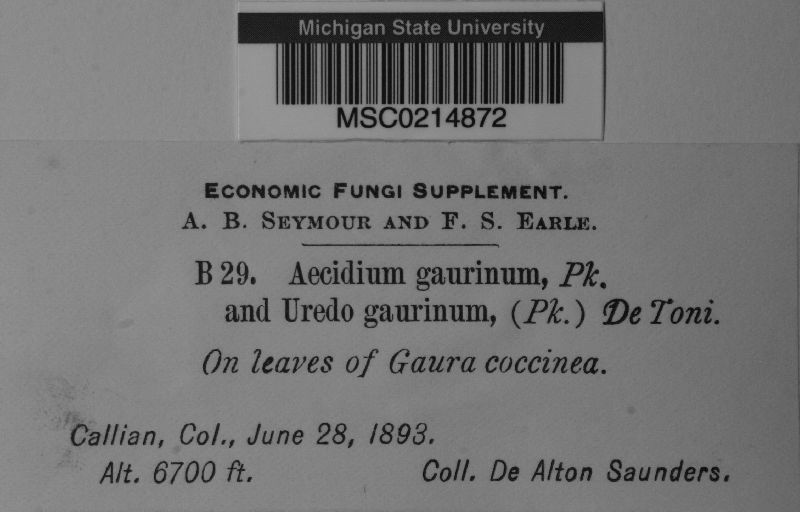 Michigan State University
MSC0214872
ECONOMIC FUNGI SUPPLEMENT.
A. B. SEYMOUR AND F. S. EARLE.
B 29. Aecidium gaurinum, Pk.
and Uredo gaurinum, (Pk.) De Toni.
On leaves of Gaura coccinea.
Callian, Col., June 28, 1893.
Alt. 6700 ft. Coll. De Alton Saunders.